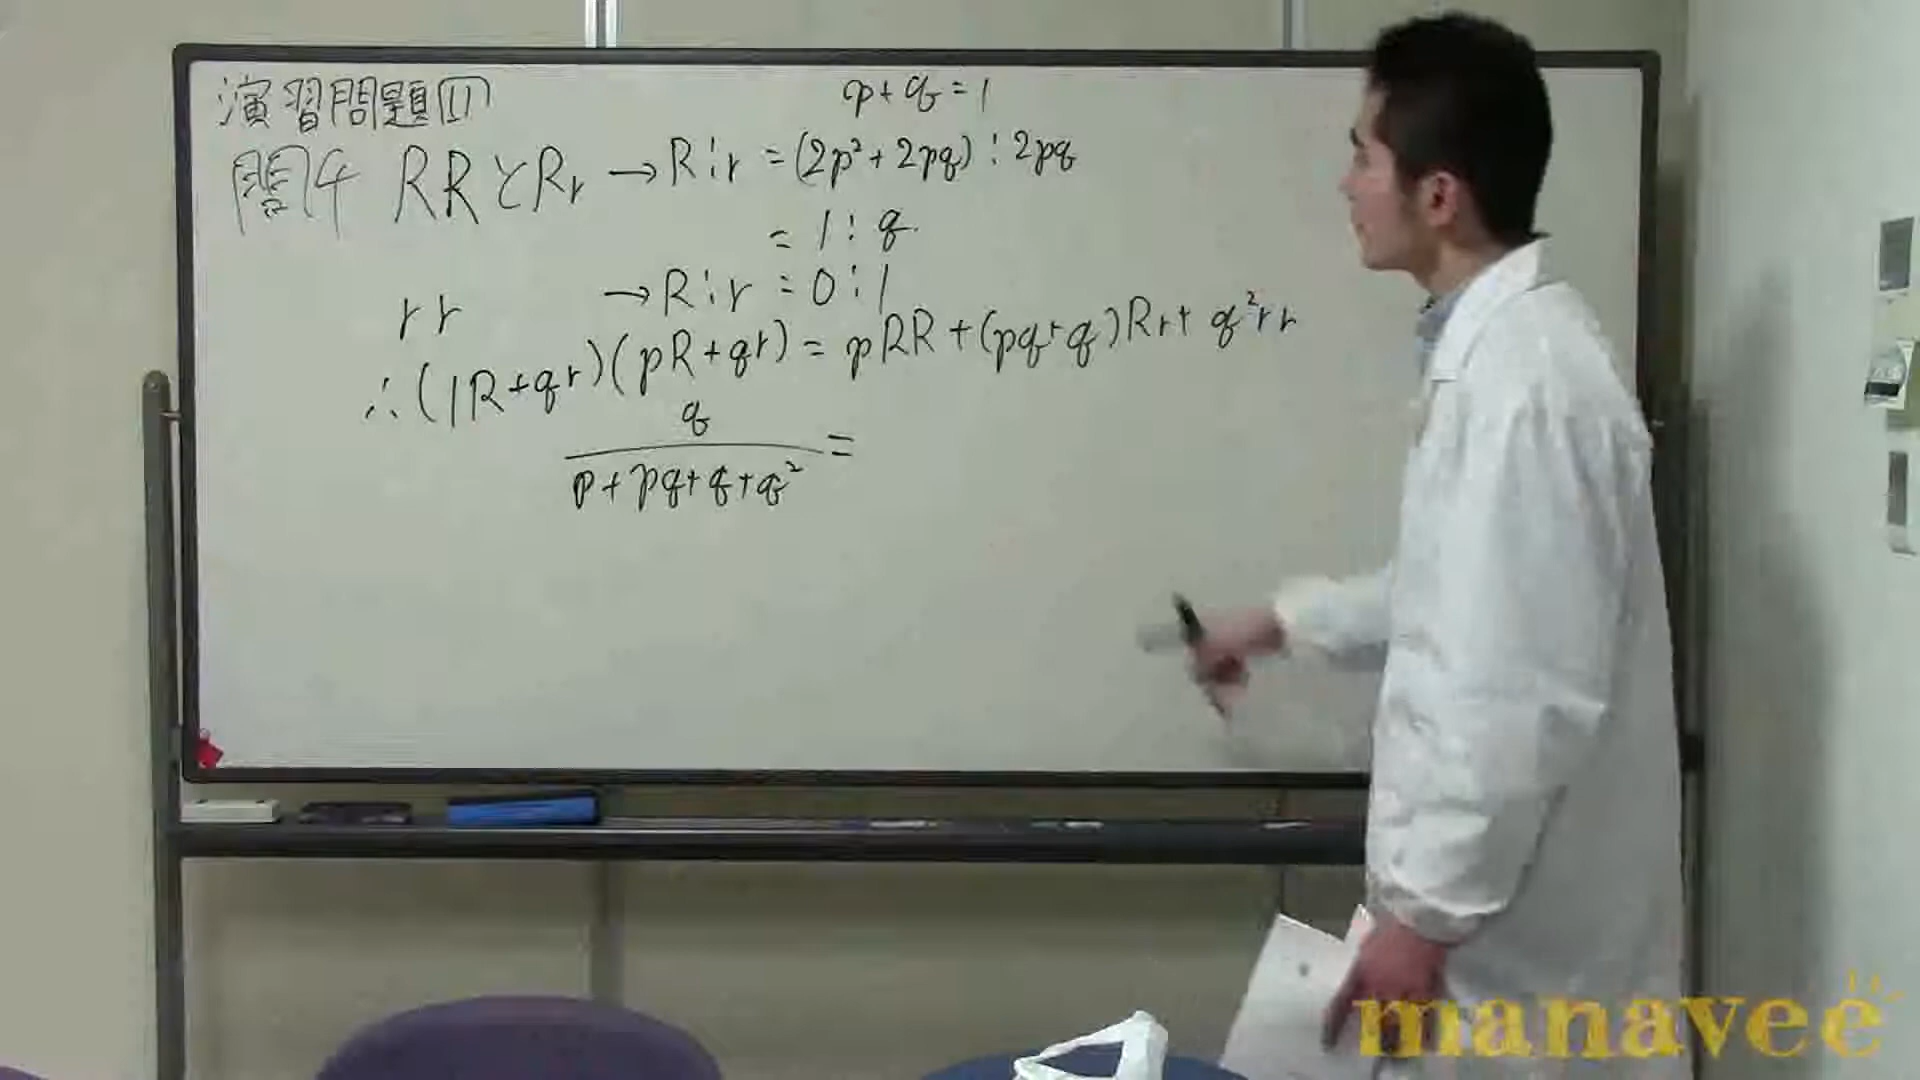 演習問題 [1]
p+q=1
問4 RRとRr → R:r = (2p²+2pq):2pq
= 1:q
rr → R:r = 0:1
∴(1R+qr)(pR+qr) = pRR+(pq+q)Rr+q²rr
q
p+pq+q+q² =
manavee